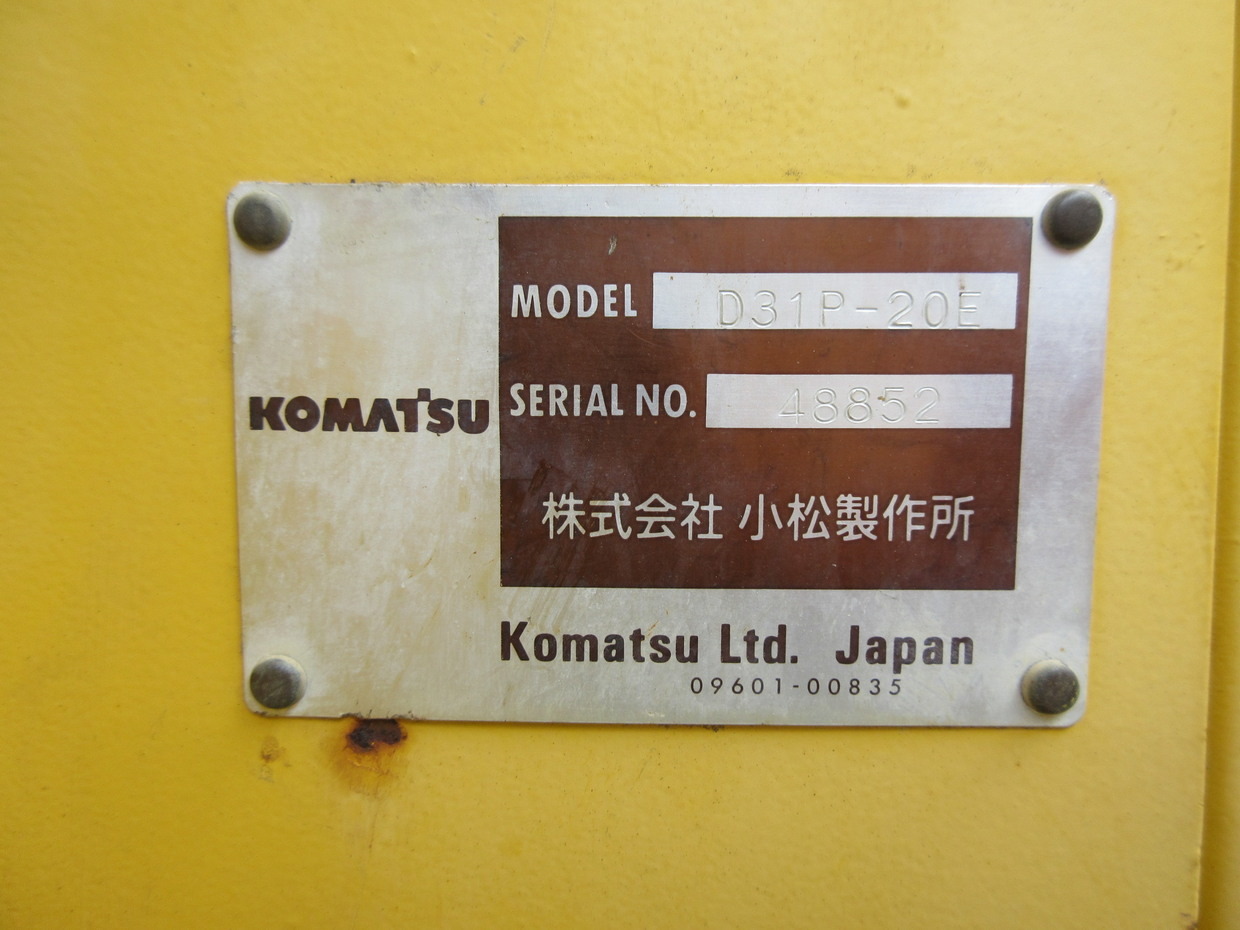 KOMATSU
MODEL D31P-20E
SERIAL NO. 48852
株式会社 小松製作所
Komatsu Ltd. Japan
09601-00835